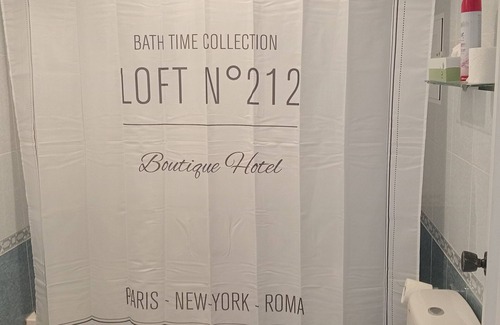 BATH TIME COLLECTION
LOFT N°212
Boutique Hotel
PARIS - NEW-YORK - ROMA